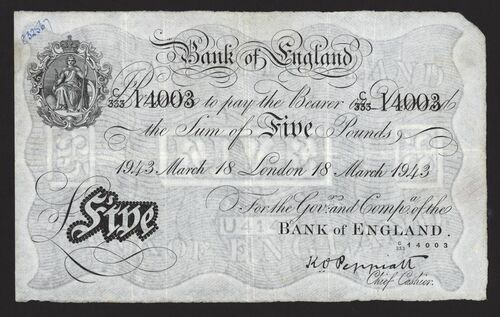 832567
Bank of England
C/333 14003 to pay the Bearer C/333 14003
the Sum of Five Pounds
1943 March 18 London 18 March 1943
For the Govr. and Compa. of the
BANK of ENGLAND.
C/333 14003
Five
K O Peppiatt
Chief Cashier.